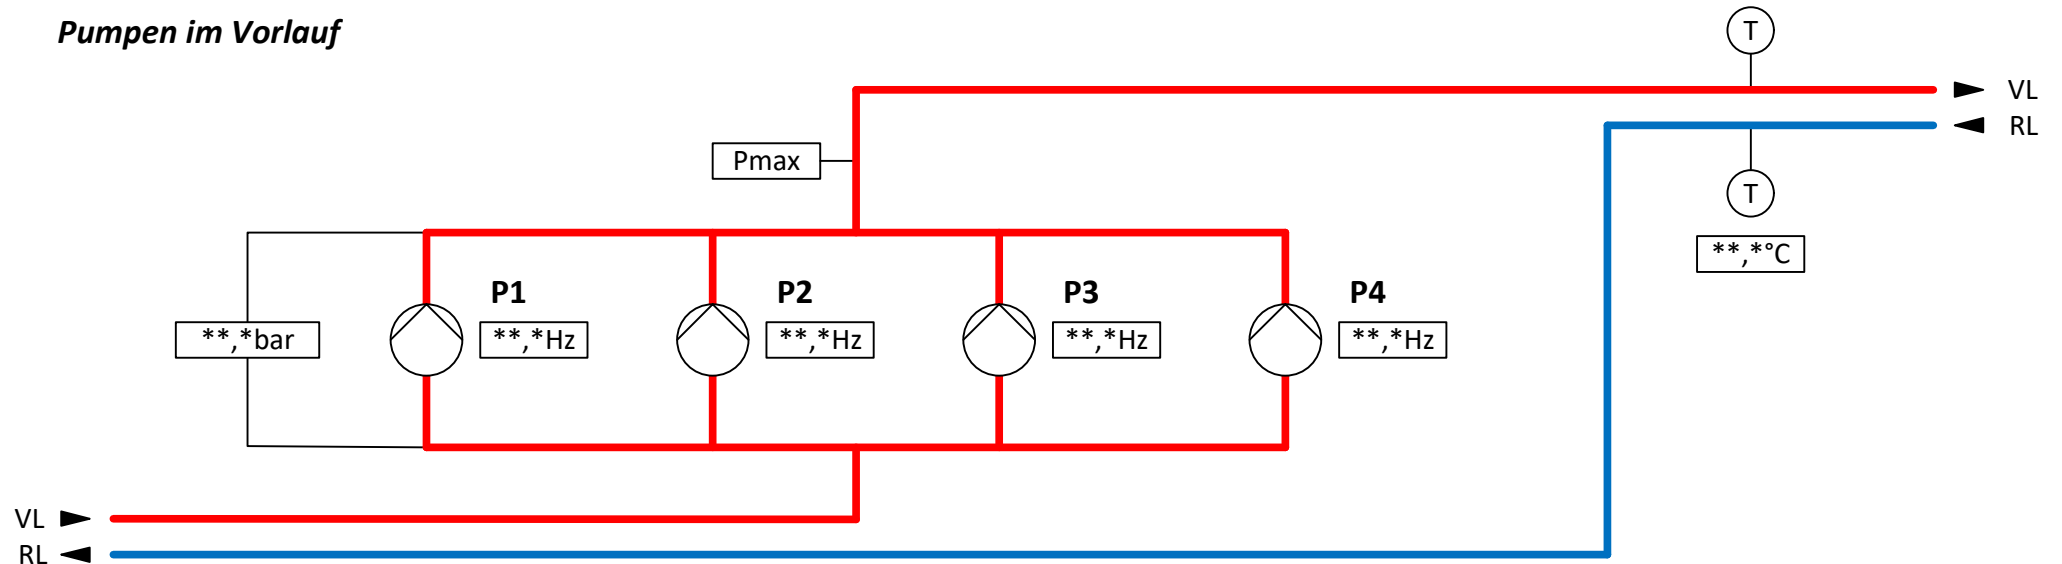 Pumpen im Vorlauf
T
VL
RL
Pmax
T
**,*°C
P1
P2
P3
P4
**,*bar
**,*Hz
**,*Hz
**,*Hz
**,*Hz
VL
RL